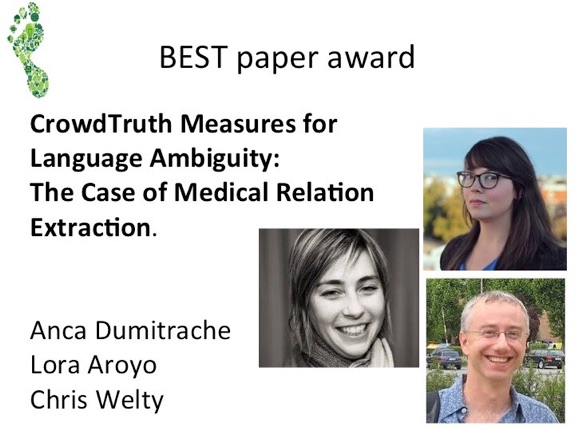 BEST paper award
CrowdTruth Measures for
Language Ambiguity:
The Case of Medical Relation
Extraction.
Anca Dumitrache
Lora Aroyo
Chris Welty